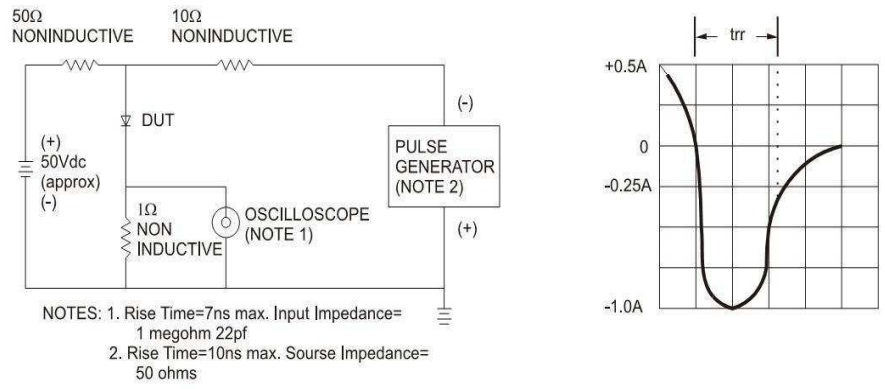 50Ω
NONINDUCTIVE
10Ω
NONINDUCTIVE
DUT
(+)
50Vdc
(approx)
(-)
1Ω
NON
INDUCTIVE
OSCILLOSCOPE
(NOTE 1)
(-)
PULSE
GENERATOR
(NOTE 2)
(+)
NOTES: 1. Rise Time=7ns max. Input Impedance=
1 megohm 22pf
2. Rise Time=10ns max. Sourse Impedance=
50 ohms
trr
+0.5A
0
-0.25A
-1.0A